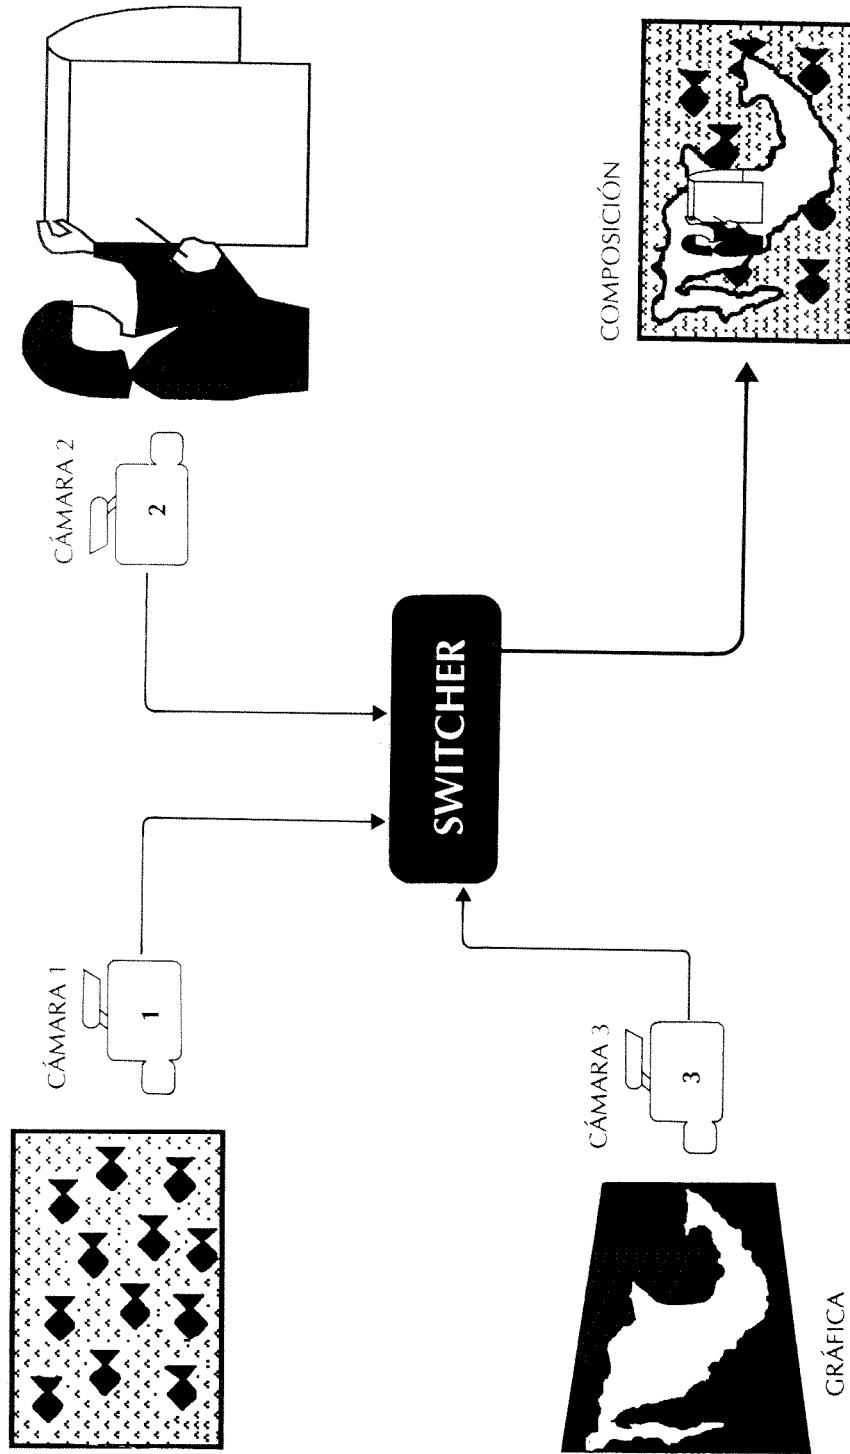 CÁMARA 1
1
CÁMARA 2
2
SWITCHER
CÁMARA 3
3
GRÁFICA
COMPOSICIÓN